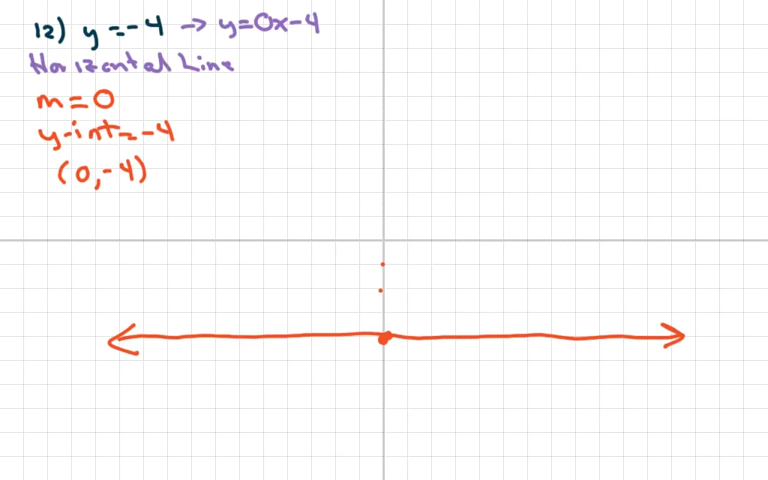 12) y = -4 -> y=0x-4
Horizontal Line
m = 0
y-int = -4
(0,-4)